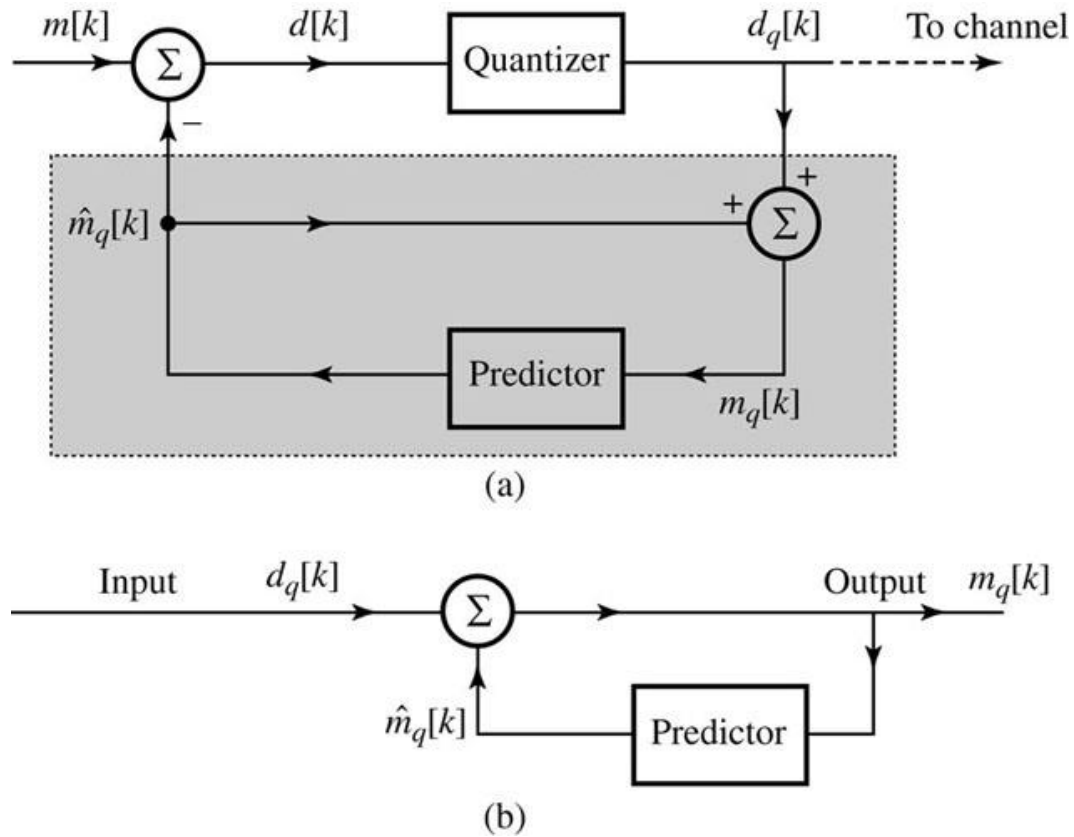 m[k] d[k] d_q[k] To channel
Σ Quantizer
−
+
m̂_q[k] + Σ
Predictor
m_q[k]
(a)
Input d_q[k] Output m_q[k]
Σ
m̂_q[k] Predictor
(b)